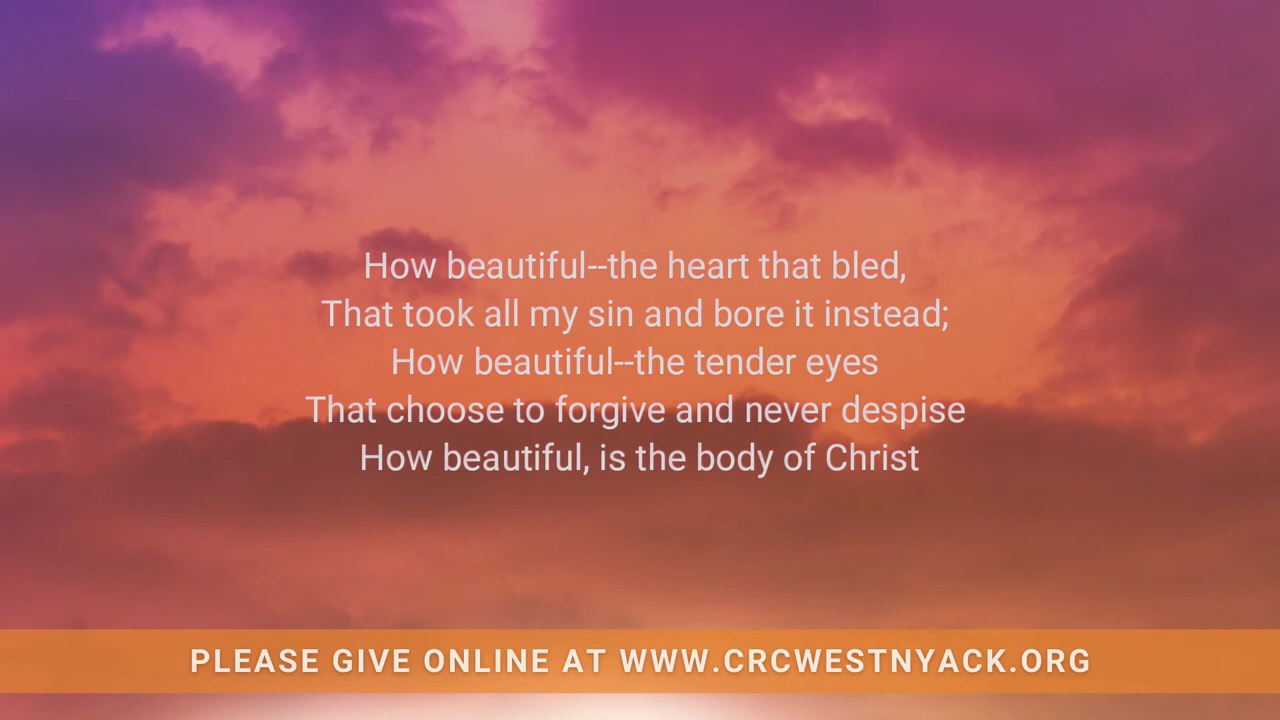 How beautiful--the heart that bled,
That took all my sin and bore it instead;
How beautiful--the tender eyes
That choose to forgive and never despise
How beautiful, is the body of Christ
PLEASE GIVE ONLINE AT WWW.CRCWESTNYACK.ORG